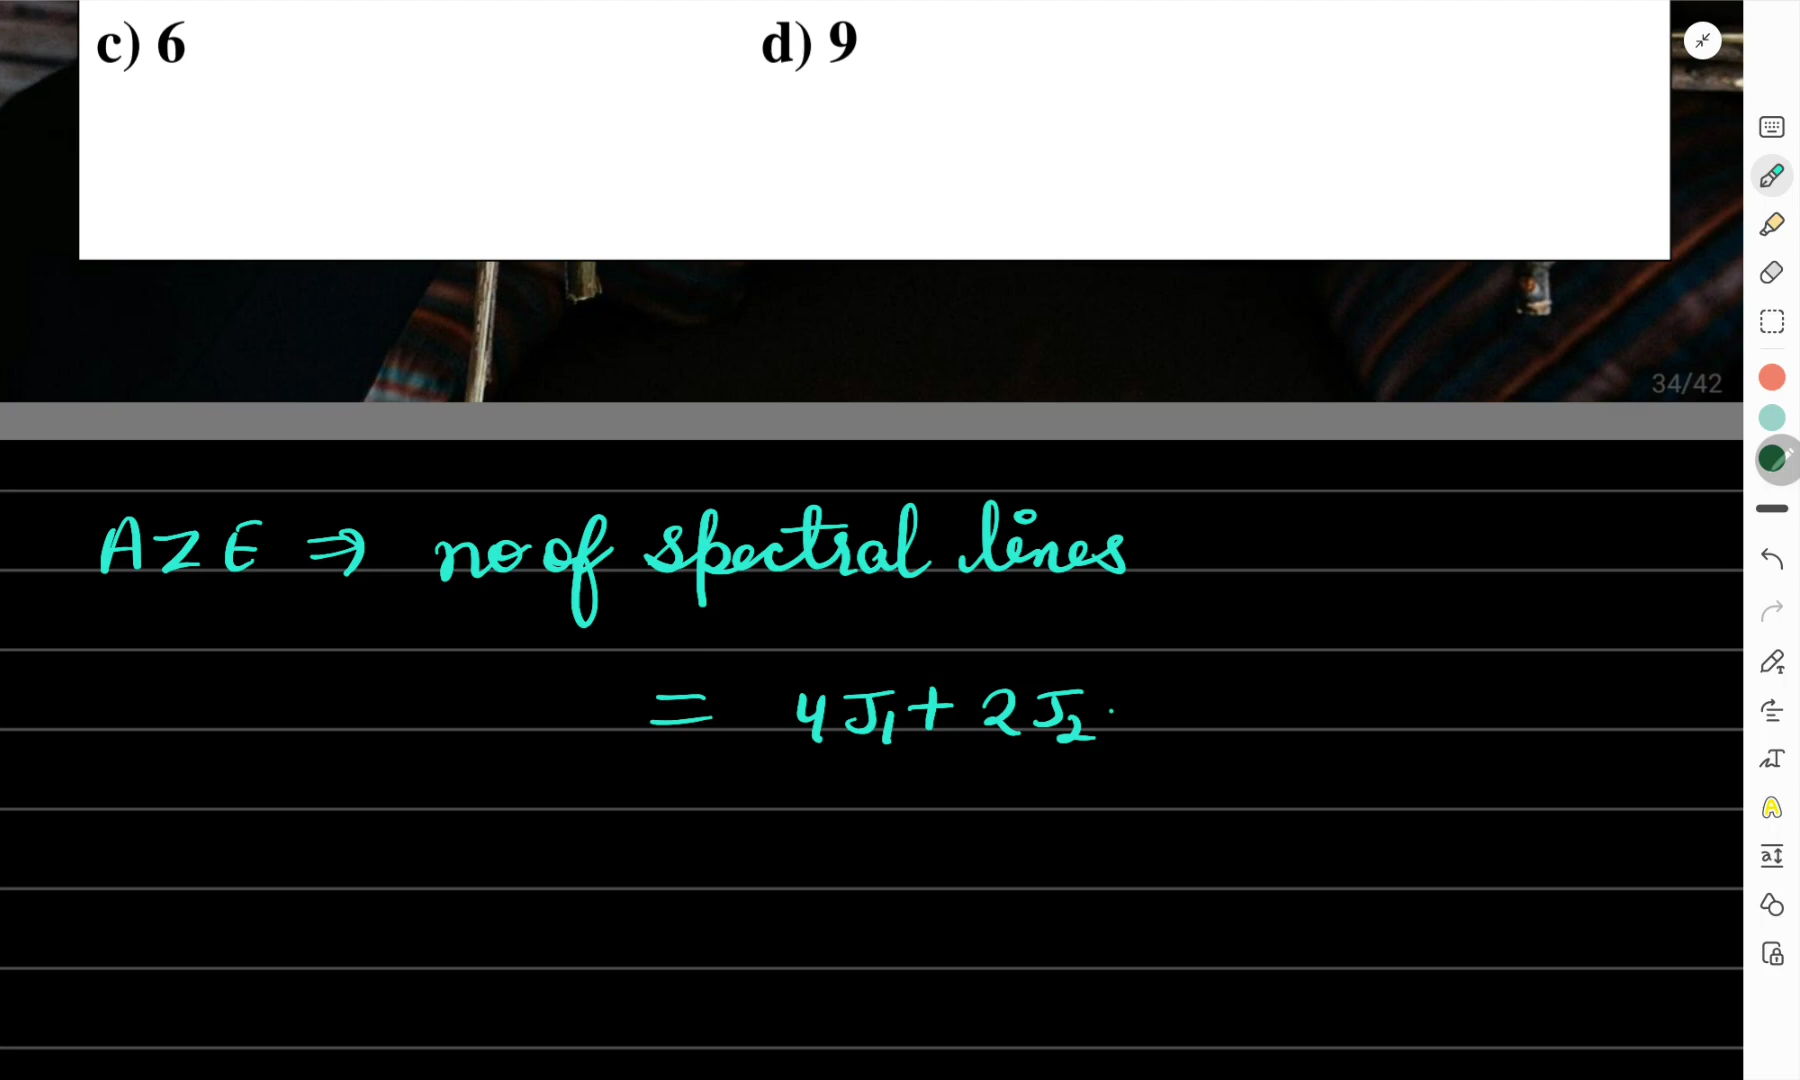 c) 6 d) 9
34/42
AZE ⇒ no of spectral lines
= 4J₁ + 2J₂.